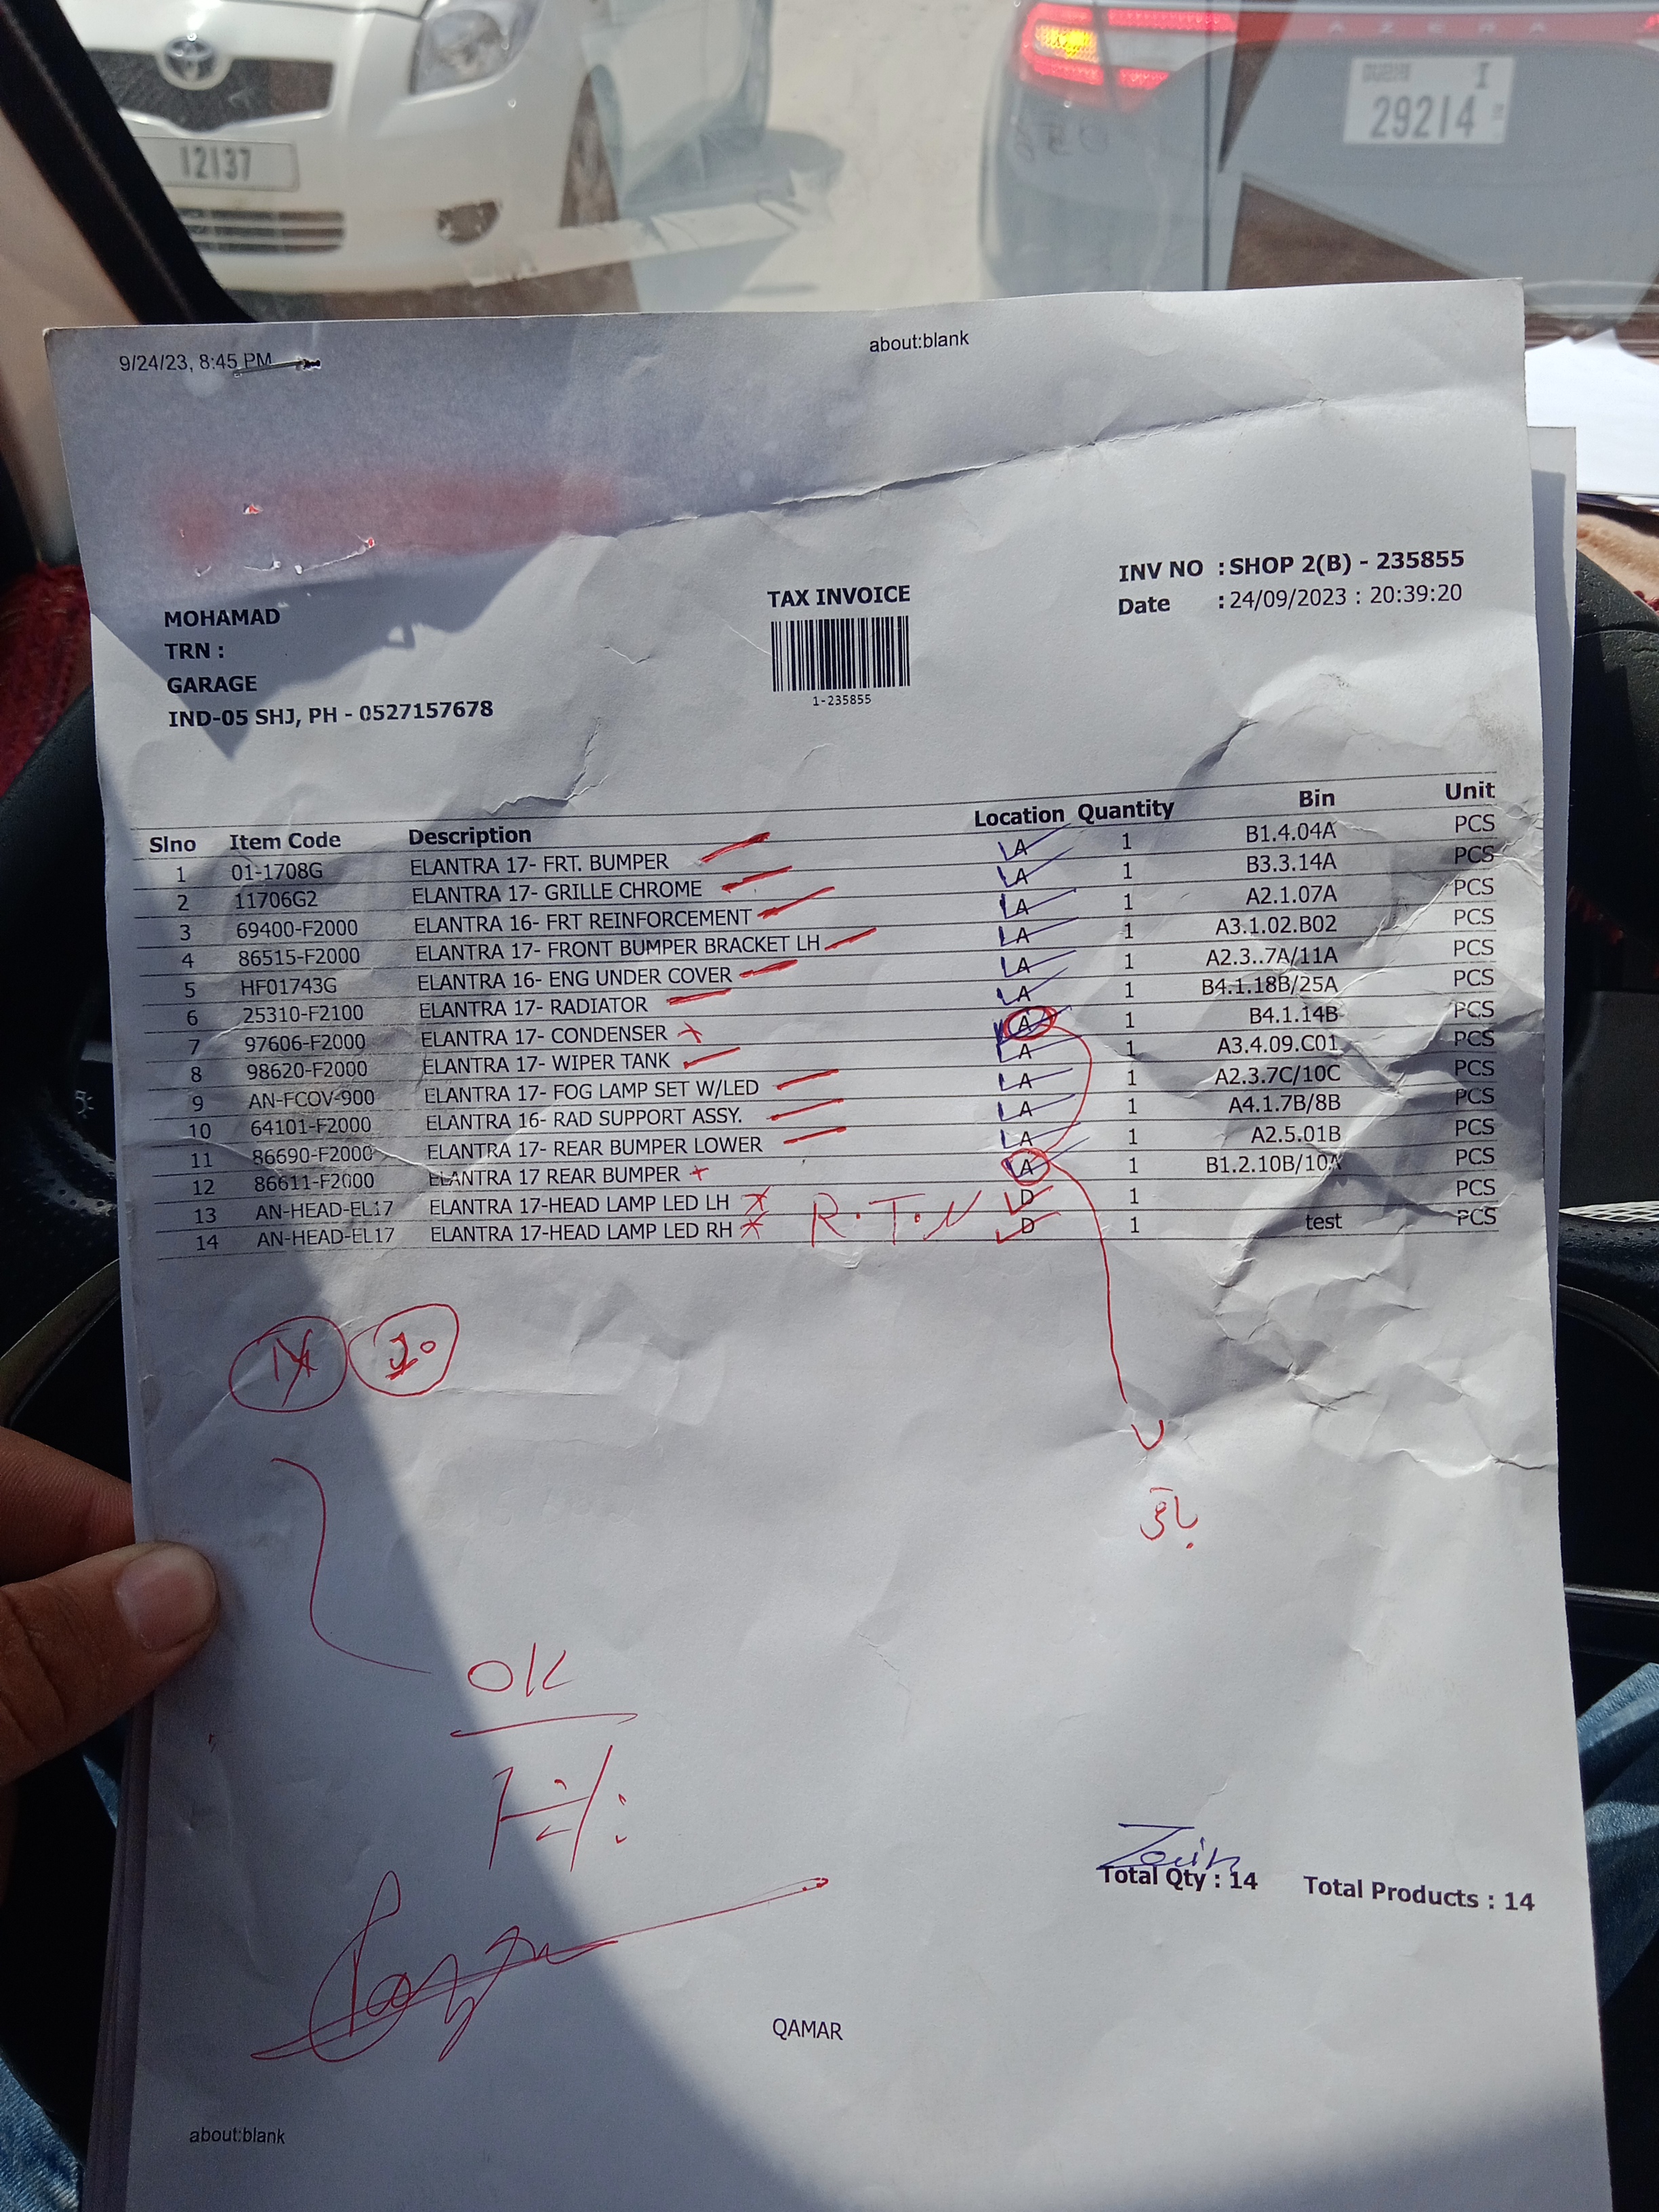 AZERA
DUBAI I
29214
12137
9/24/23, 8:45 PM
about:blank
INV NO : SHOP 2(B) - 235855
Date : 24/09/2023 : 20:39:20
TAX INVOICE
1-235855
MOHAMAD
TRN :
GARAGE
IND-05 SHJ, PH - 0527157678
Slno Item Code Description Location Quantity Bin Unit
1 01-1708G ELANTRA 17- FRT. BUMPER A 1 B1.4.04A PCS
2 11706G2 ELANTRA 17- GRILLE CHROME A 1 B3.3.14A PCS
3 69400-F2000 ELANTRA 16- FRT REINFORCEMENT A 1 A2.1.07A PCS
4 86515-F2000 ELANTRA 17- FRONT BUMPER BRACKET LH A 1 A3.1.02.B02 PCS
5 HF01743G ELANTRA 16- ENG UNDER COVER A 1 A2.3..7A/11A PCS
6 25310-F2100 ELANTRA 17- RADIATOR A 1 B4.1.18B/25A PCS
7 97606-F2000 ELANTRA 17- CONDENSER A 1 B4.1.14B PCS
8 98620-F2000 ELANTRA 17- WIPER TANK A 1 A3.4.09.C01 PCS
9 AN-FCOV-900 ELANTRA 17- FOG LAMP SET W/LED A 1 A2.3.7C/10C PCS
10 64101-F2000 ELANTRA 16- RAD SUPPORT ASSY. A 1 A4.1.7B/8B PCS
11 86690-F2000 ELANTRA 17- REAR BUMPER LOWER A 1 A2.5.01B PCS
12 86611-F2000 ELANTRA 17 REAR BUMPER A 1 B1.2.10B/10A PCS
13 AN-HEAD-EL17 ELANTRA 17-HEAD LAMP LED LH D 1 PCS
14 AN-HEAD-EL17 ELANTRA 17-HEAD LAMP LED RH D 1 test PCS
R.T.N
14 10
باقی
OK
Zain
Total Qty : 14 Total Products : 14
QAMAR
about:blank